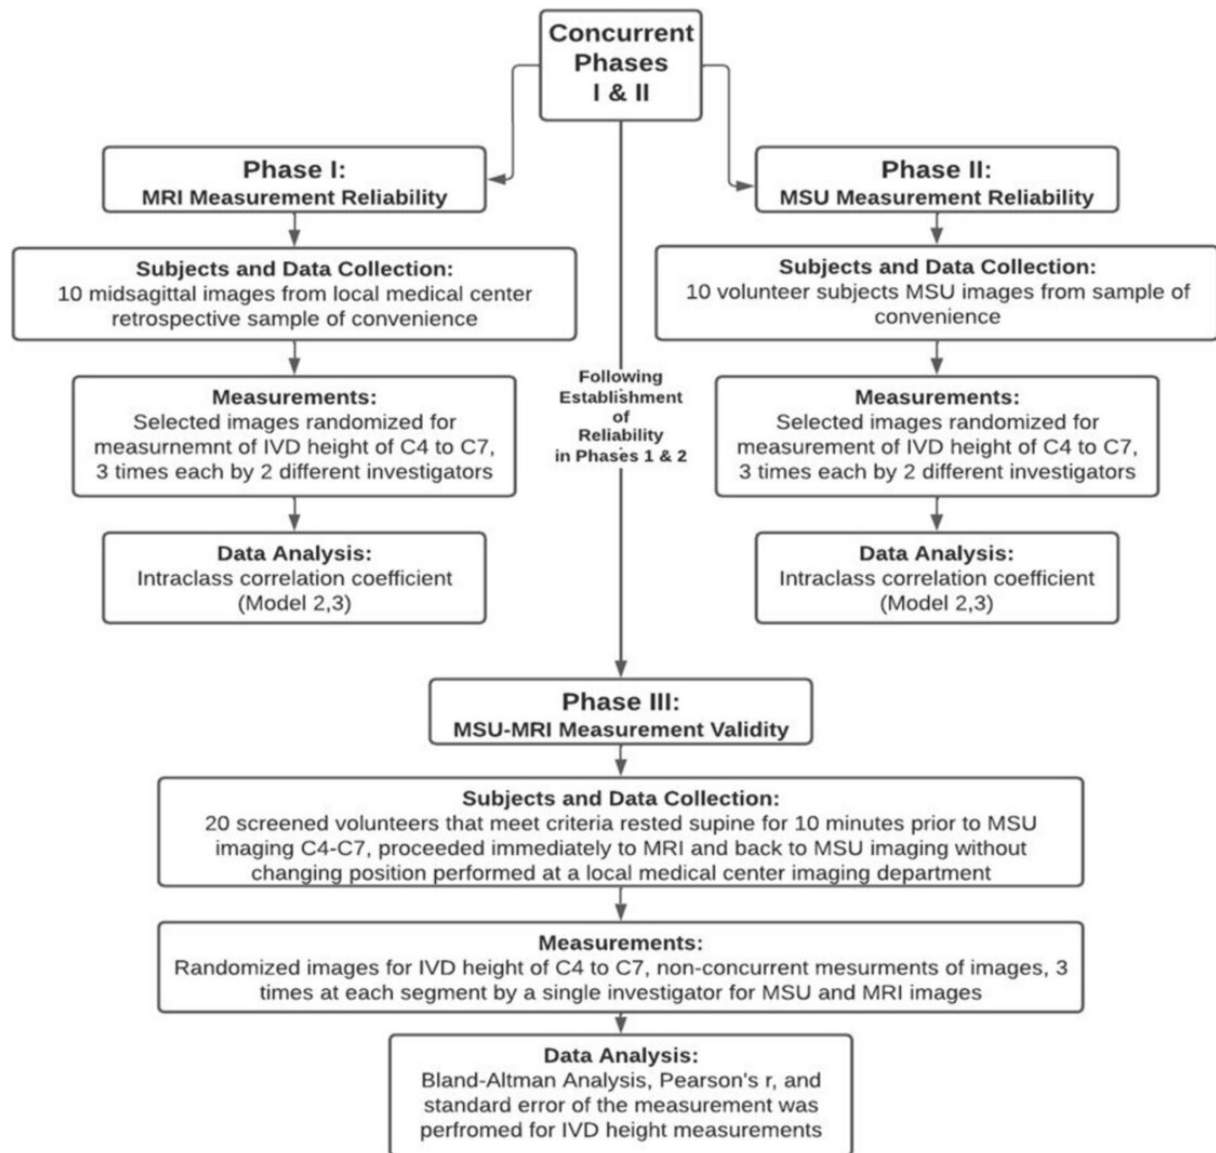 Concurrent
Phases
I & II
Phase I:
MRI Measurement Reliability
Subjects and Data Collection:
10 midsagittal images from local medical center
retrospective sample of convenience
Measurements:
Selected images randomized for
measurnemnt of IVD height of C4 to C7,
3 times each by 2 different investigators
Data Analysis:
Intraclass correlation coefficient
(Model 2,3)
Phase II:
MSU Measurement Reliability
Subjects and Data Collection:
10 volunteer subjects MSU images from sample of
convenience
Measurements:
Selected images randomized for
measurement of IVD height of C4 to C7,
3 times each by 2 different investigators
Data Analysis:
Intraclass correlation coefficient
(Model 2,3)
Following
Establishment
of
Reliability
in Phases 1 & 2
Phase III:
MSU-MRI Measurement Validity
Subjects and Data Collection:
20 screened volunteers that meet criteria rested supine for 10 minutes prior to MSU
imaging C4-C7, proceeded immediately to MRI and back to MSU imaging without
changing position performed at a local medical center imaging department
Measurements:
Randomized images for IVD height of C4 to C7, non-concurrent mesurments of images, 3
times at each segment by a single investigator for MSU and MRI images
Data Analysis:
Bland-Altman Analysis, Pearson's r, and
standard error of the measurement was
perfromed for IVD height measurements